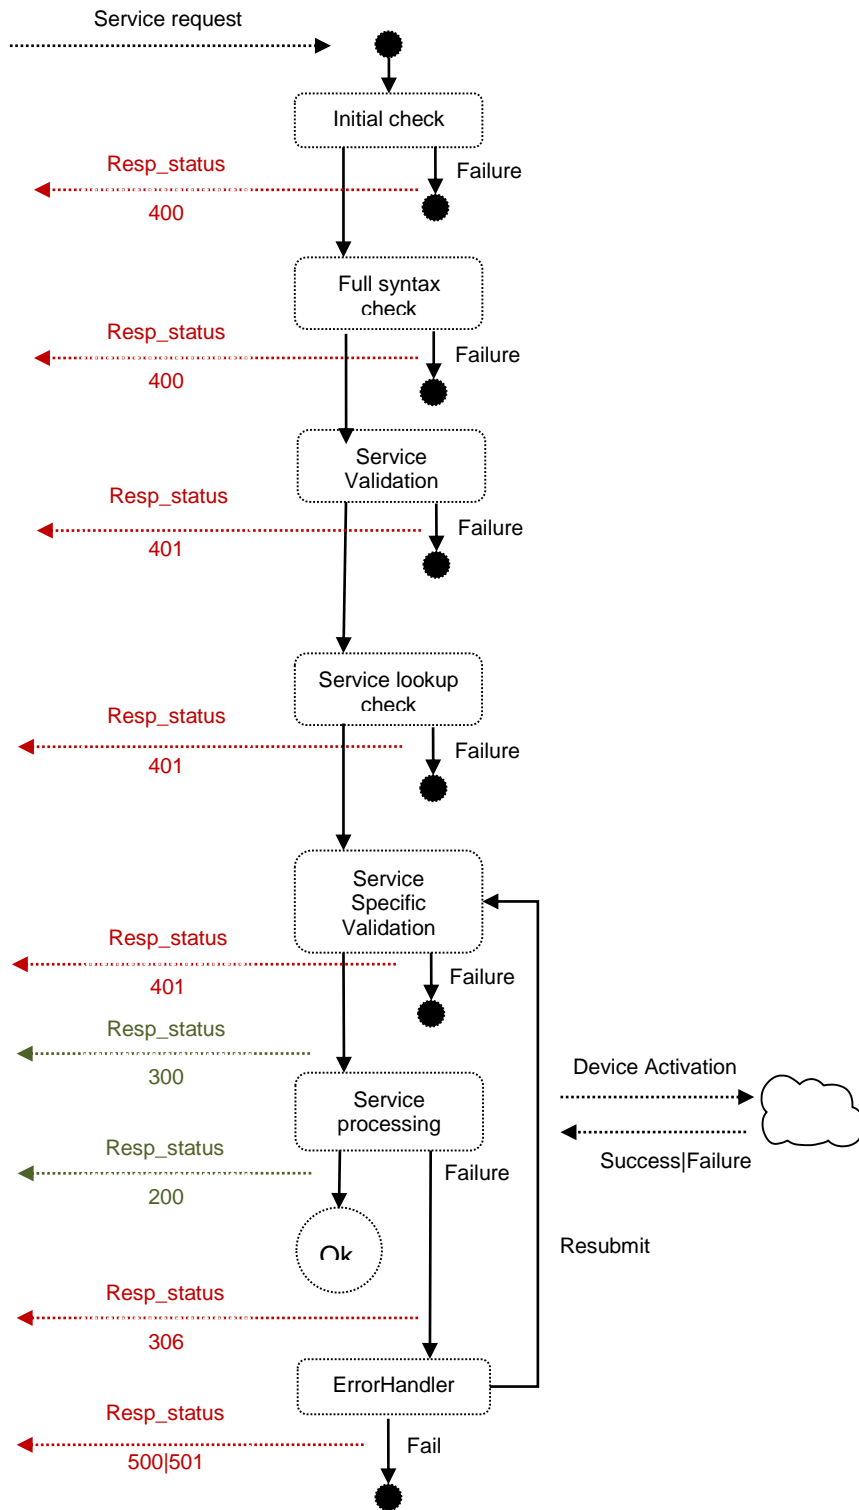 Service request
Initial check
Resp_status
Failure
400
Full syntax
check
Resp_status
Failure
400
Service
Validation
Resp_status
Failure
401
Service lookup
check
Resp_status
Failure
401
Service
Specific
Validation
Resp_status
Failure
401
Resp_status
300
Device Activation
Service
processing
Success|Failure
Resp_status
Failure
200
Ok
Resubmit
Resp_status
306
ErrorHandler
Resp_status
Fail
500|501